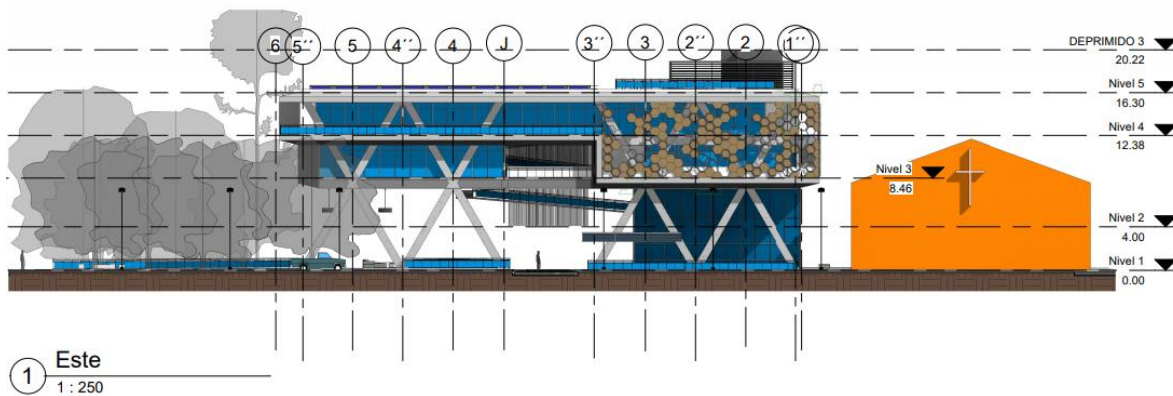 6 5´´ 5 4´´ 4 J 3´´ 3 2´´ 2 1´´
DEPRIMIDO 3
20.22
Nivel 5
16.30
Nivel 4
12.38
Nivel 3
8.46
Nivel 2
4.00
Nivel 1
0.00
1 Este
1 : 250